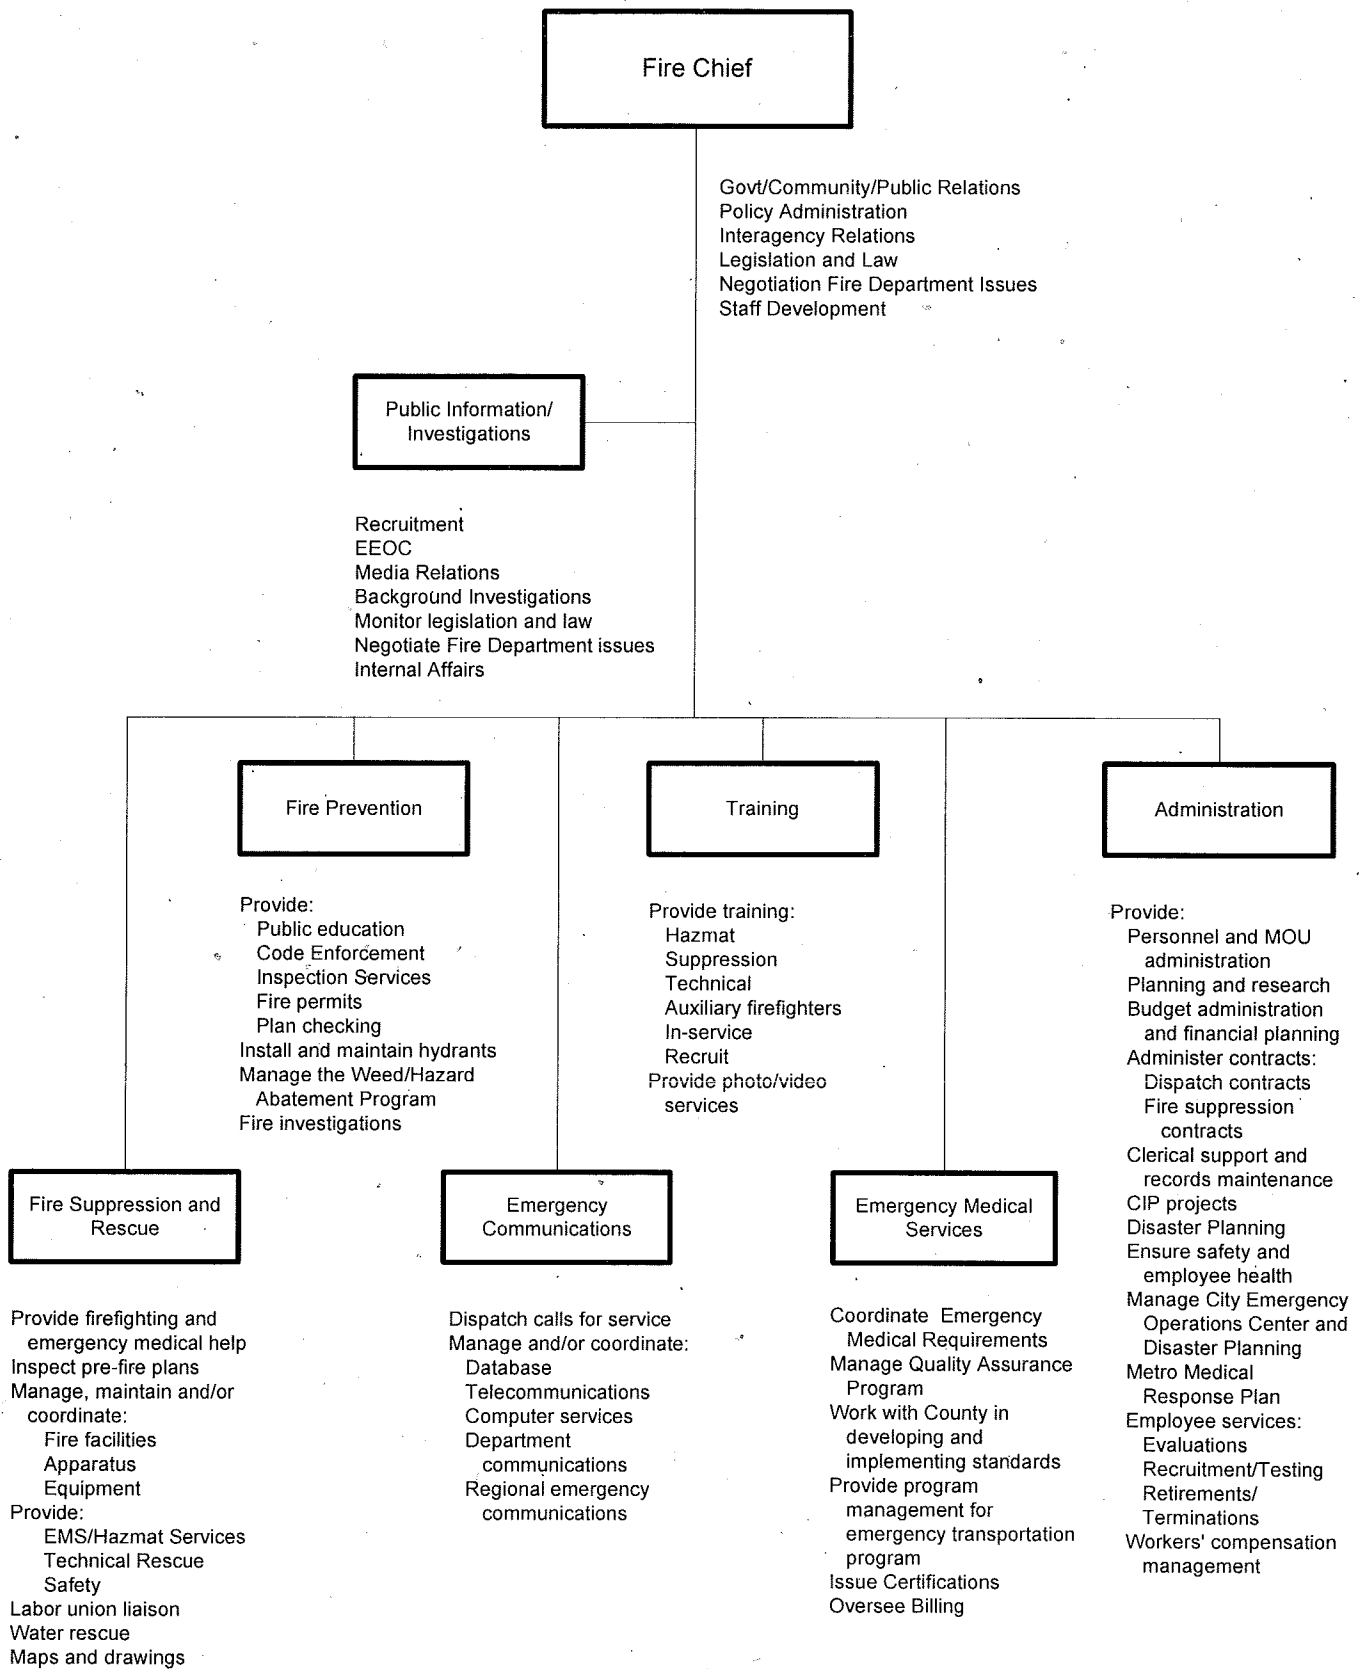 Fire Chief
Govt/Community/Public Relations
Policy Administration
Interagency Relations
Legislation and Law
Negotiation Fire Department Issues
Staff Development
Public Information/
Investigations
Recruitment
EEOC
Media Relations
Background Investigations
Monitor legislation and law
Negotiate Fire Department issues
Internal Affairs
Fire Prevention
Provide:
Public education
Code Enforcement
Inspection Services
Fire permits
Plan checking
Install and maintain hydrants
Manage the Weed/Hazard
Abatement Program
Fire investigations
Training
Provide training:
Hazmat
Suppression
Technical
Auxiliary firefighters
In-service
Recruit
Provide photo/video
services
Administration
Provide:
Personnel and MOU
administration
Planning and research
Budget administration
and financial planning
Administer contracts:
Dispatch contracts
Fire suppression
contracts
Clerical support and
records maintenance
CIP projects
Disaster Planning
Ensure safety and
employee health
Manage City Emergency
Operations Center and
Disaster Planning
Metro Medical
Response Plan
Employee services:
Evaluations
Recruitment/Testing
Retirements/
Terminations
Workers' compensation
management
Fire Suppression and
Rescue
Provide firefighting and
emergency medical help
Inspect pre-fire plans
Manage, maintain and/or
coordinate:
Fire facilities
Apparatus
Equipment
Provide:
EMS/Hazmat Services
Technical Rescue
Safety
Labor union liaison
Water rescue
Maps and drawings
Emergency
Communications
Dispatch calls for service
Manage and/or coordinate:
Database
Telecommunications
Computer services
Department
communications
Regional emergency
communications
Emergency Medical
Services
Coordinate Emergency
Medical Requirements
Manage Quality Assurance
Program
Work with County in
developing and
implementing standards
Provide program
management for
emergency transportation
program
Issue Certifications
Oversee Billing